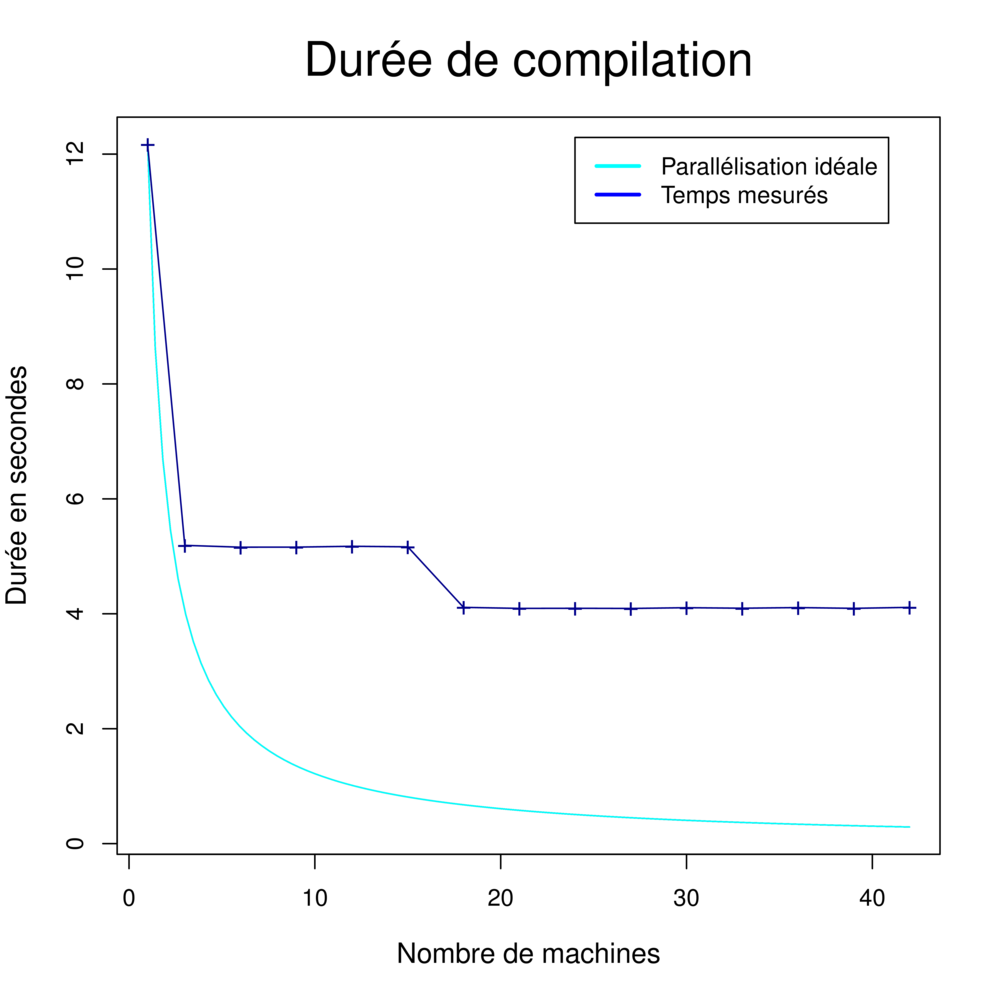 Durée de compilation
Parallélisation idéale
Temps mesurés
Durée en secondes
12
10
8
6
4
2
0
0 10 20 30 40
Nombre de machines